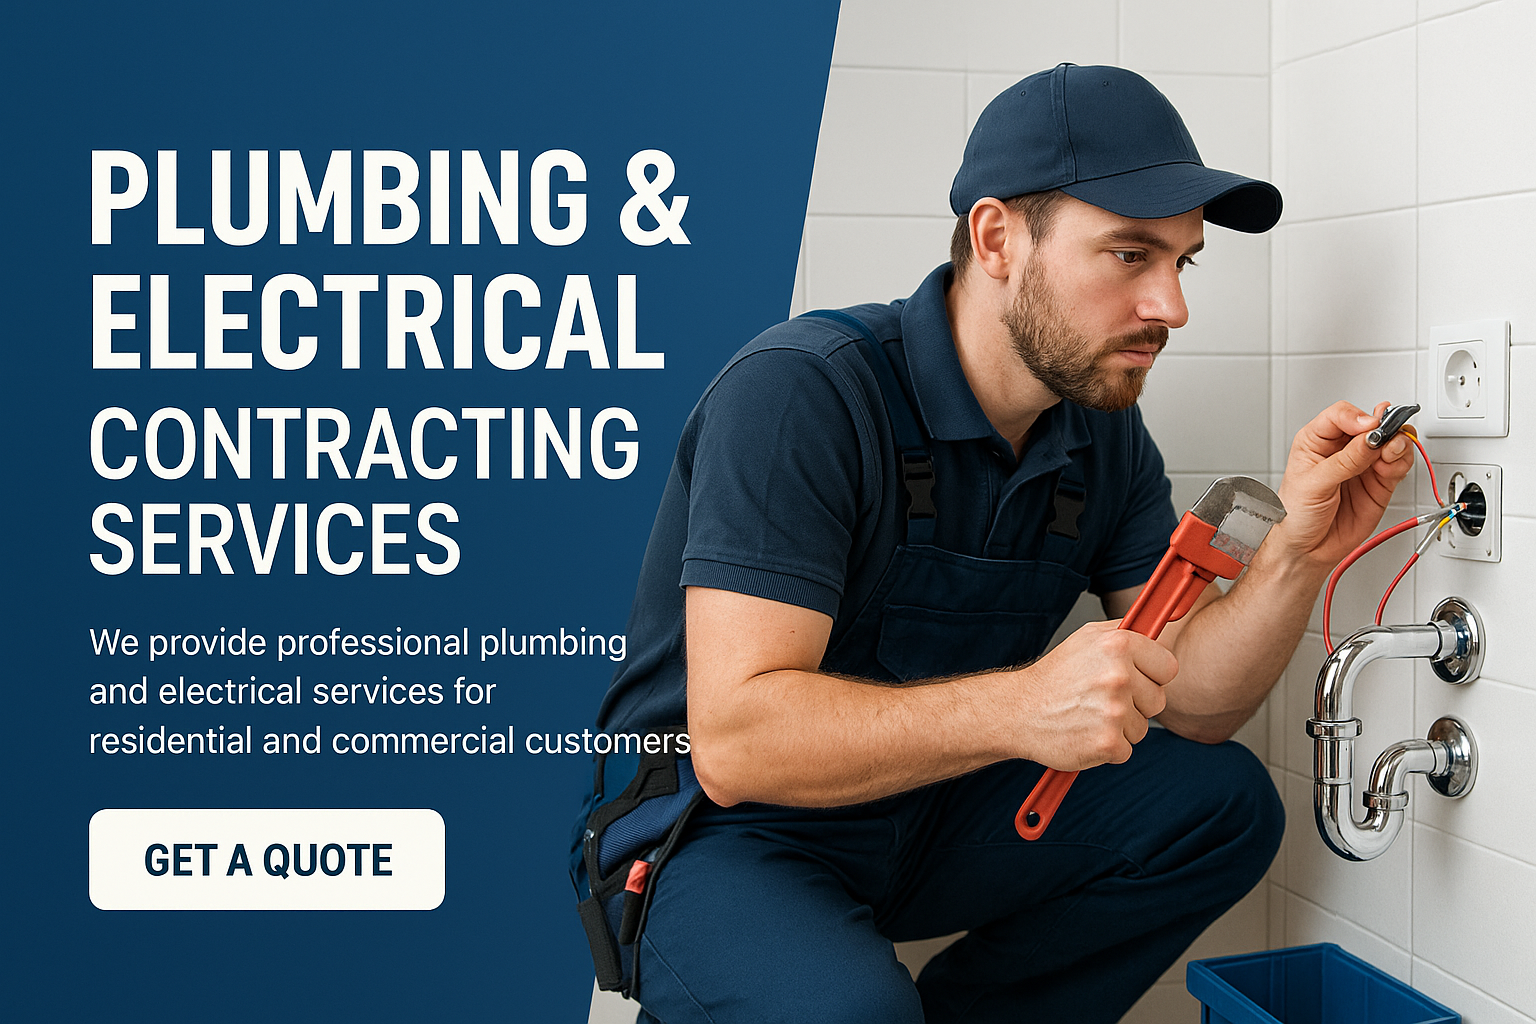 PLUMBING &
ELECTRICAL
CONTRACTING
SERVICES
We provide professional plumbing
and electrical services for
residential and commercial customers
GET A QUOTE